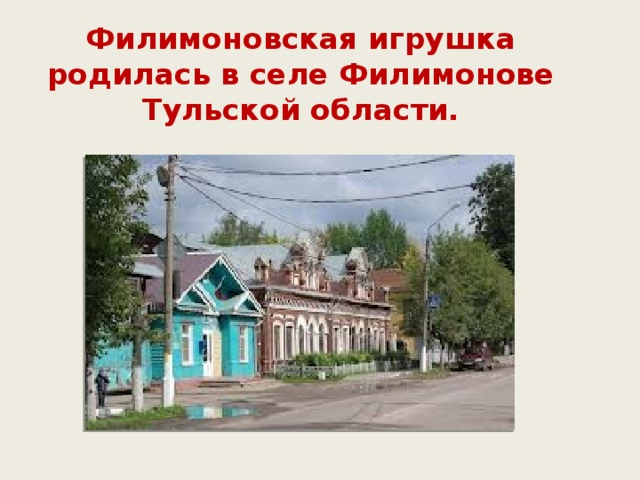 Филимоновская игрушка
родилась в селе Филимонове
Тульской области.